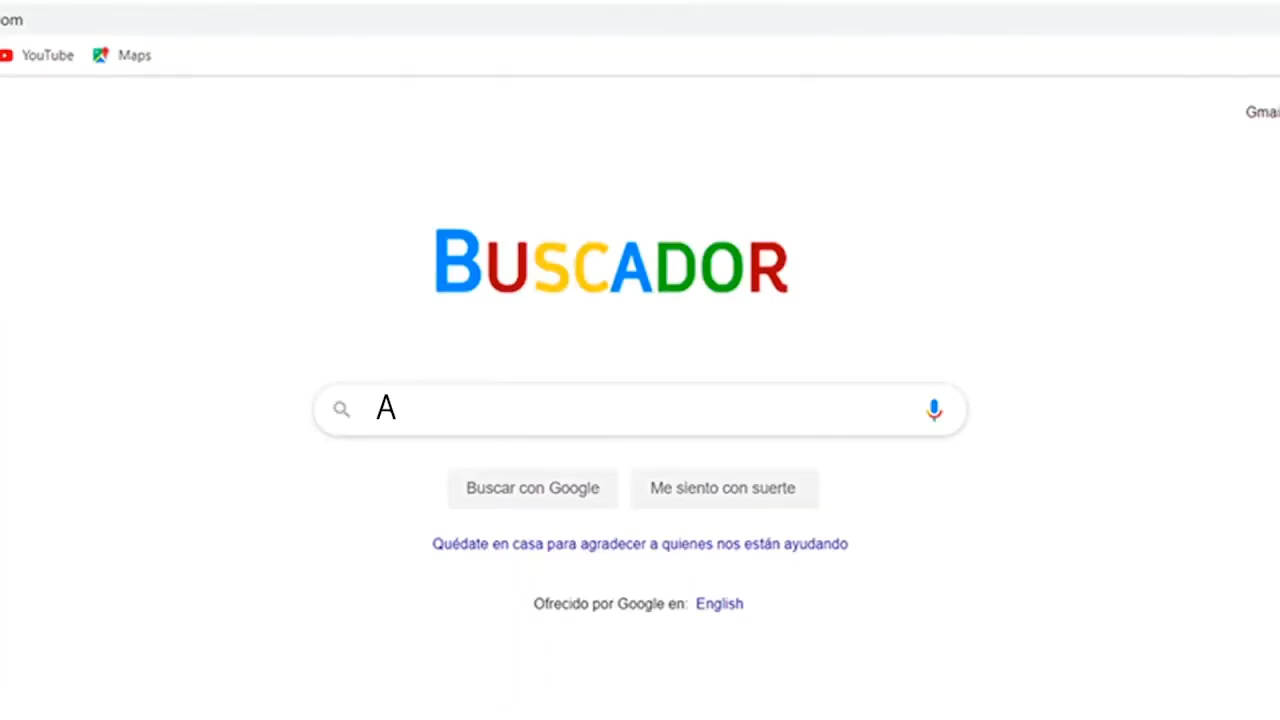 om
YouTube Maps
Gmai
BUSCADOR
A
Buscar con Google Me siento con suerte
Quédate en casa para agradecer a quienes nos están ayudando
Ofrecido por Google en: English